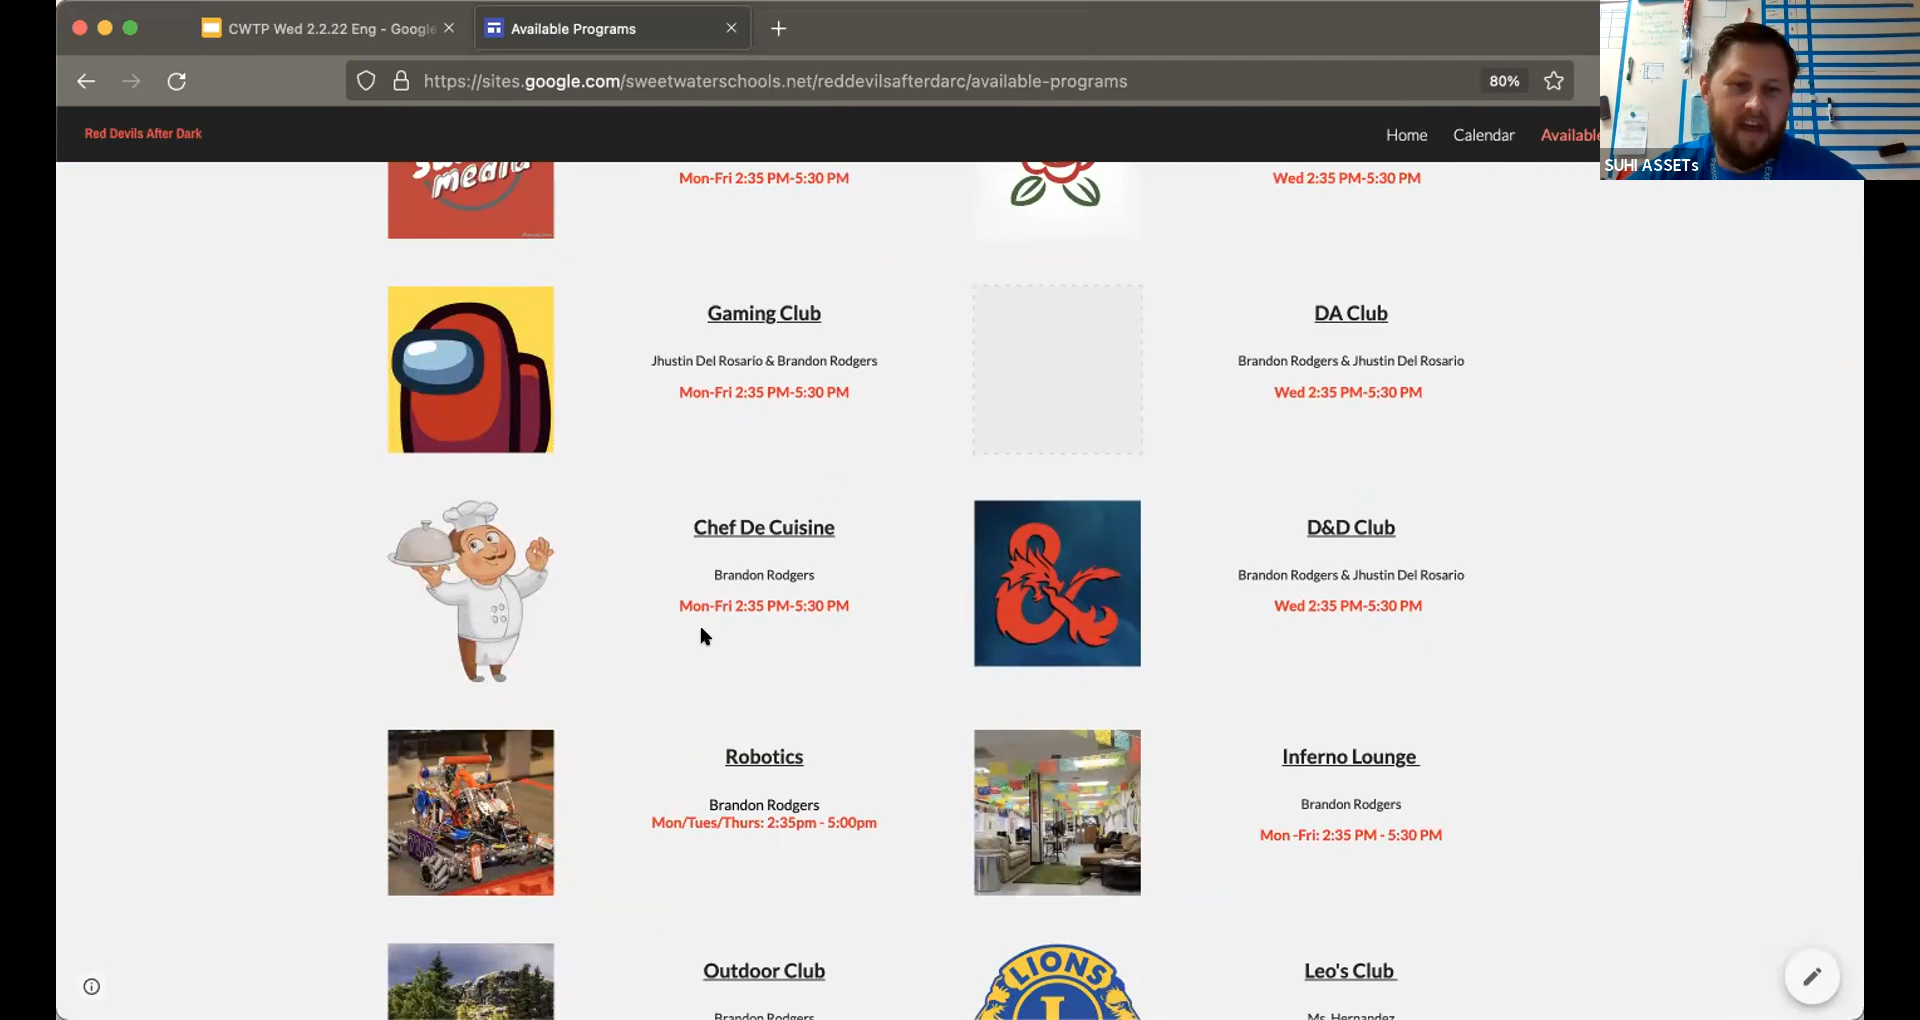 CWTP Wed 2.2.22 Eng - Google
Available Programs
https://sites.google.com/sweetwaterschools.net/reddevilsafterdarc/available-programs
80%
Red Devils After Dark
Home
Calendar
Available
SUHI ASSETs
media
Mon-Fri 2:35 PM-5:30 PM
Wed 2:35 PM-5:30 PM
Gaming Club
Jhustin Del Rosario & Brandon Rodgers
Mon-Fri 2:35 PM-5:30 PM
DA Club
Brandon Rodgers & Jhustin Del Rosario
Wed 2:35 PM-5:30 PM
Chef De Cuisine
Brandon Rodgers
Mon-Fri 2:35 PM-5:30 PM
D&D Club
Brandon Rodgers & Jhustin Del Rosario
Wed 2:35 PM-5:30 PM
Robotics
Brandon Rodgers
Mon/Tues/Thurs: 2:35pm - 5:00pm
Inferno Lounge
Brandon Rodgers
Mon -Fri: 2:35 PM - 5:30 PM
Outdoor Club
Brandon Rodgers
LIONS
L
Leo's Club
Ms. Hernandez